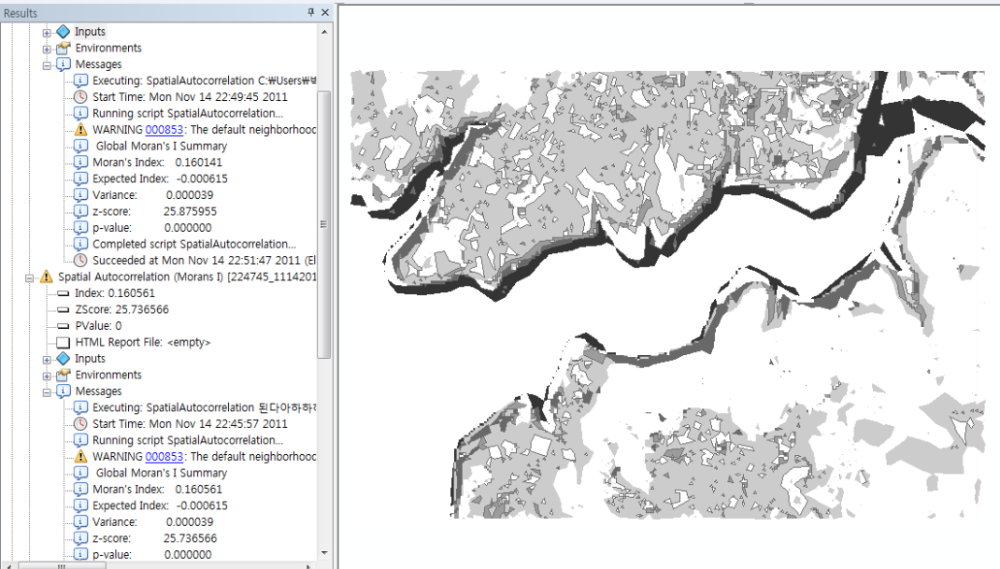 Results
Inputs
Environments
Messages
Executing: SpatialAutocorrelation C:₩Users₩
Start Time: Mon Nov 14 22:49:45 2011
Running script SpatialAutocorrelation...
WARNING 000853: The default neighborhood
Global Moran's I Summary
Moran's Index: 0.160141
Expected Index: -0.000615
Variance: 0.000039
z-score: 25.875955
p-value: 0.000000
Completed script SpatialAutocorrelation...
Succeeded at Mon Nov 14 22:51:47 2011 (El
Spatial Autocorrelation (Morans I) [224745_1114201
Index: 0.160561
ZScore: 25.736566
PValue: 0
HTML Report File: <empty>
Inputs
Environments
Messages
Executing: SpatialAutocorrelation 된다아하하
Start Time: Mon Nov 14 22:45:57 2011
Running script SpatialAutocorrelation...
WARNING 000853: The default neighborhood
Global Moran's I Summary
Moran's Index: 0.160561
Expected Index: -0.000615
Variance: 0.000039
z-score: 25.736566
p-value: 0.000000